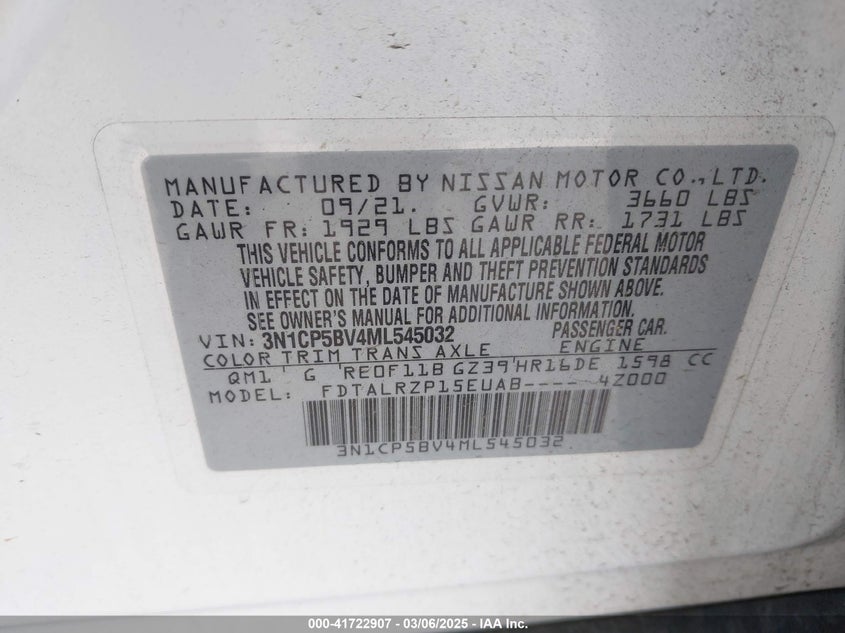 MANUFACTURED BY NISSAN MOTOR CO.,LTD.
DATE: 09/21. GVWR: 3660 LBS
GAWR FR: 1929 LBS GAWR RR: 1731 LBS
THIS VEHICLE CONFORMS TO ALL APPLICABLE FEDERAL MOTOR
VEHICLE SAFETY, BUMPER AND THEFT PREVENTION STANDARDS
IN EFFECT ON THE DATE OF MANUFACTURE SHOWN ABOVE.
SEE OWNER'S MANUAL FOR ADDITIONAL INFORMATION.
VIN: 3N1CP5BV4ML545032 PASSENGER CAR.
COLOR TRIM TRANS AXLE ENGINE
QM1 ' G ' RE0F11B GZ39'HR16DE 1598 CC
MODEL: FDTALRZP15EUAB---- 4Z000
3N1CP5BV4ML545032
000-41722907 - 03/06/2025 - IAA Inc.